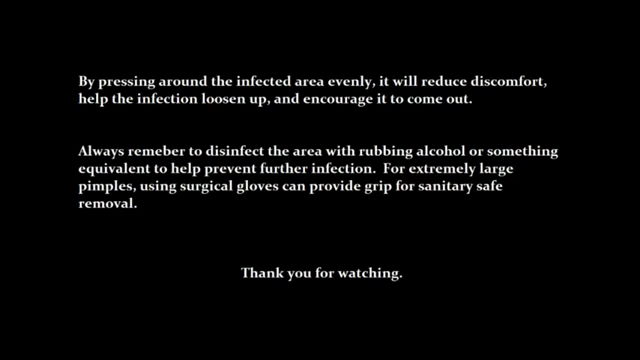 By pressing around the infected area evenly, it will reduce discomfort,
help the infection loosen up, and encourage it to come out.
Always remeber to disinfect the area with rubbing alcohol or something
equivalent to help prevent further infection.  For extremely large
pimples, using surgical gloves can provide grip for sanitary safe
removal.
Thank you for watching.